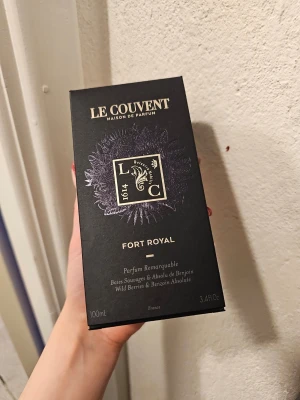 LE COUVENT
MAISON DE PARFUM
L
C
1614
FORT ROYAL
Parfum Remarquable
Baies Sauvages & Absolu de Benjoin
Wild Berries & Benzoin Absolute
100ml
France
3.4fl.Oz